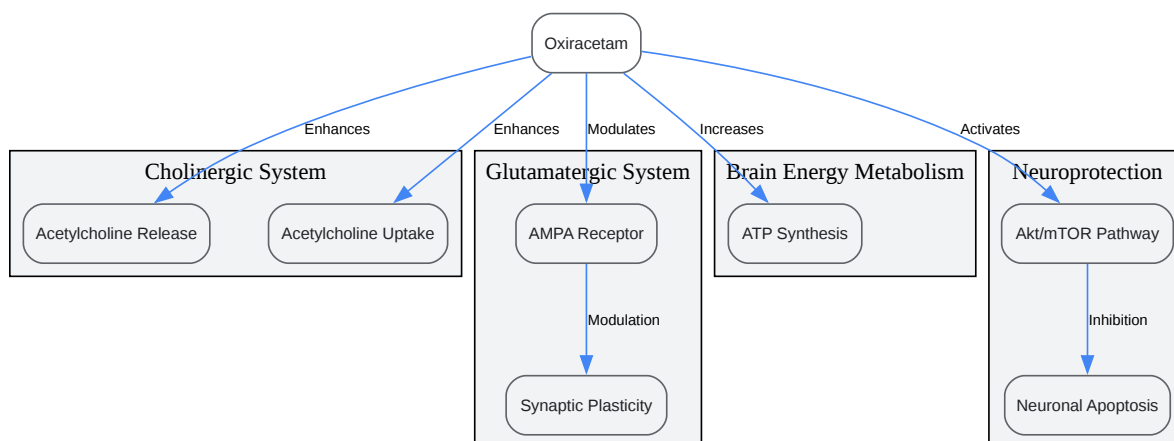 Oxiracetam
Enhances
Enhances
Modulates
Increases
Activates
Cholinergic System
Glutamatergic System
Brain Energy Metabolism
Neuroprotection
Acetylcholine Release
Acetylcholine Uptake
AMPA Receptor
ATP Synthesis
Akt/mTOR Pathway
Modulation
Inhibition
Synaptic Plasticity
Neuronal Apoptosis